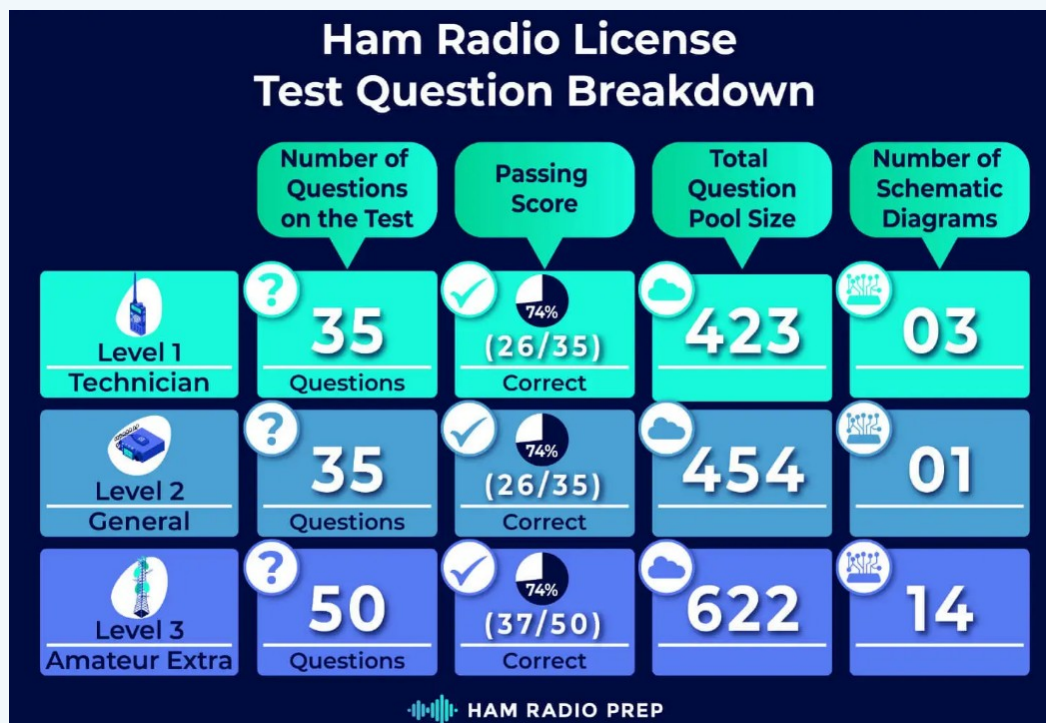 Ham Radio License
Test Question Breakdown
Number of
Questions
on the Test
Passing
Score
Total
Question
Pool Size
Number of
Schematic
Diagrams
Level 1
Technician
?
35
Questions
74%
(26/35)
Correct
423
03
Level 2
General
?
35
Questions
74%
(26/35)
Correct
454
01
Level 3
Amateur Extra
?
50
Questions
74%
(37/50)
Correct
622
14
HAM RADIO PREP